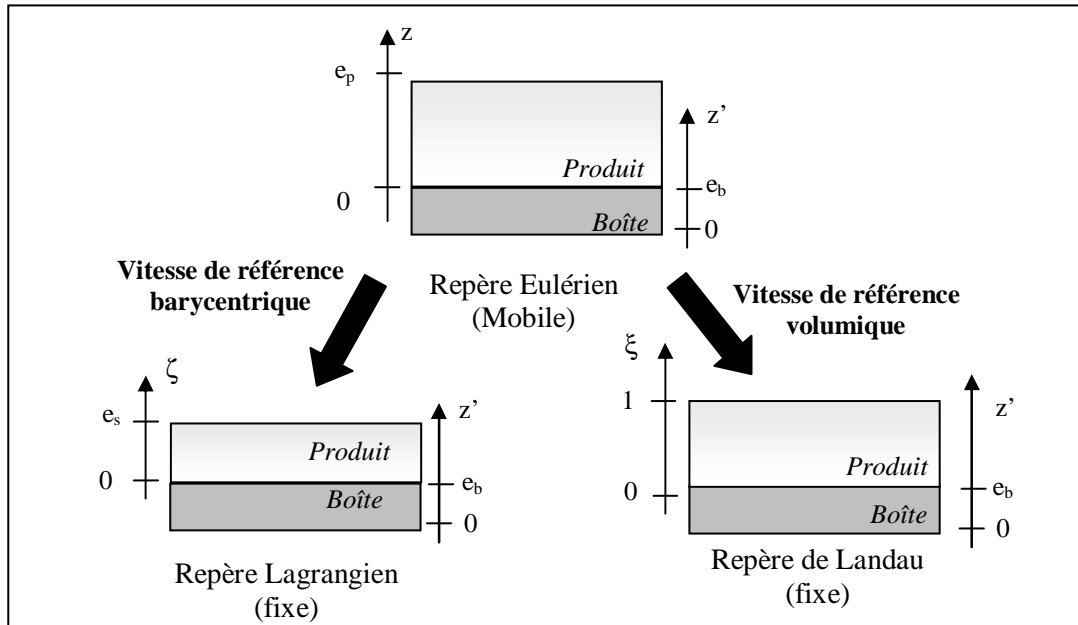 z
e_p
z’
Produit
e_b
0
Boîte
0
Vitesse de référence
barycentrique
Repère Eulérien
(Mobile)
Vitesse de référence
volumique
ζ
e_s
z’
Produit
0
e_b
Boîte
0
Repère Lagrangien
(fixe)
ξ
1
z’
Produit
0
e_b
Boîte
0
Repère de Landau
(fixe)